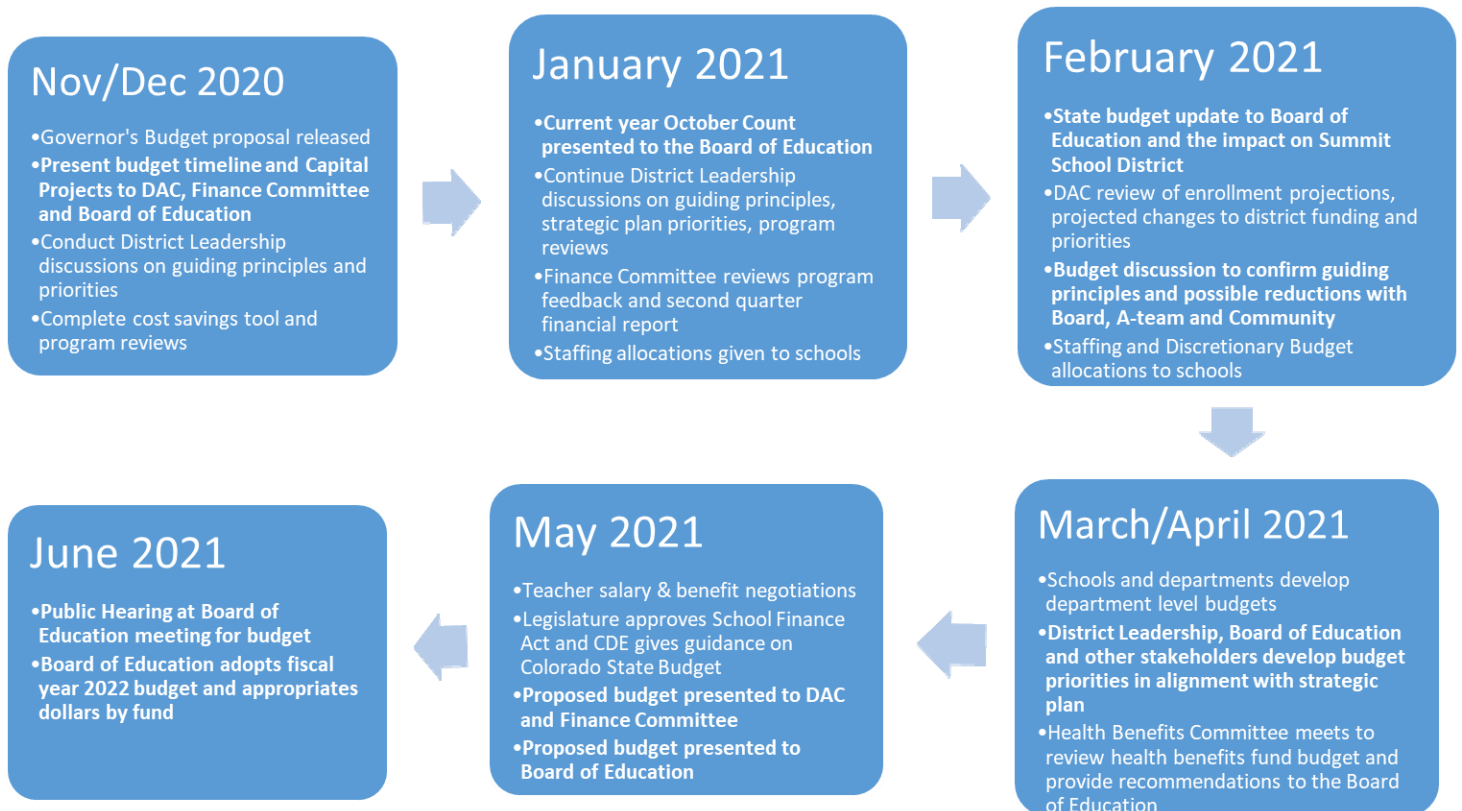 Nov/Dec 2020
•Governor's Budget proposal released
•Present budget timeline and Capital
Projects to DAC, Finance Committee
and Board of Education
•Conduct District Leadership
discussions on guiding principles and
priorities
•Complete cost savings tool and
program reviews
January 2021
•Current year October Count
presented to the Board of Education
•Continue District Leadership
discussions on guiding principles,
strategic plan priorities, program
reviews
•Finance Committee reviews program
feedback and second quarter
financial report
•Staffing allocations given to schools
February 2021
•State budget update to Board of
Education and the impact on Summit
School District
•DAC review of enrollment projections,
projected changes to district funding and
priorities
•Budget discussion to confirm guiding
principles and possible reductions with
Board, A-team and Community
•Staffing and Discretionary Budget
allocations to schools
March/April 2021
•Schools and departments develop
department level budgets
•District Leadership, Board of Education
and other stakeholders develop budget
priorities in alignment with strategic
plan
•Health Benefits Committee meets to
review health benefits fund budget and
provide recommendations to the Board
of Education
May 2021
•Teacher salary & benefit negotiations
•Legislature approves School Finance
Act and CDE gives guidance on
Colorado State Budget
•Proposed budget presented to DAC
and Finance Committee
•Proposed budget presented to
Board of Education
June 2021
•Public Hearing at Board of
Education meeting for budget
•Board of Education adopts fiscal
year 2022 budget and appropriates
dollars by fund